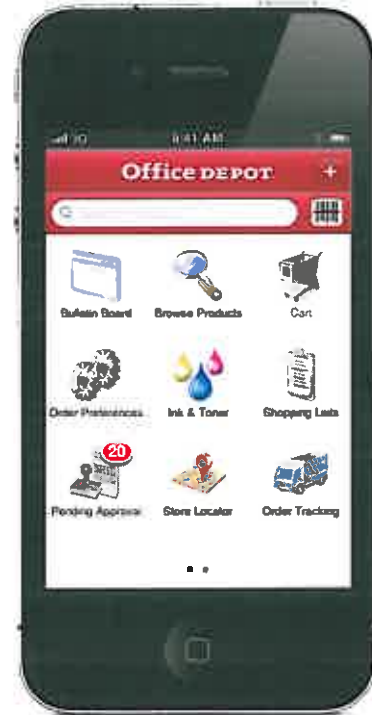 3G 9:41 AM
Office DEPOT +
Bulletin Board Browse Products Cart
Order Preferences Ink & Toner Shopping Lists
20
Pending Approval Store Locator Order Tracking